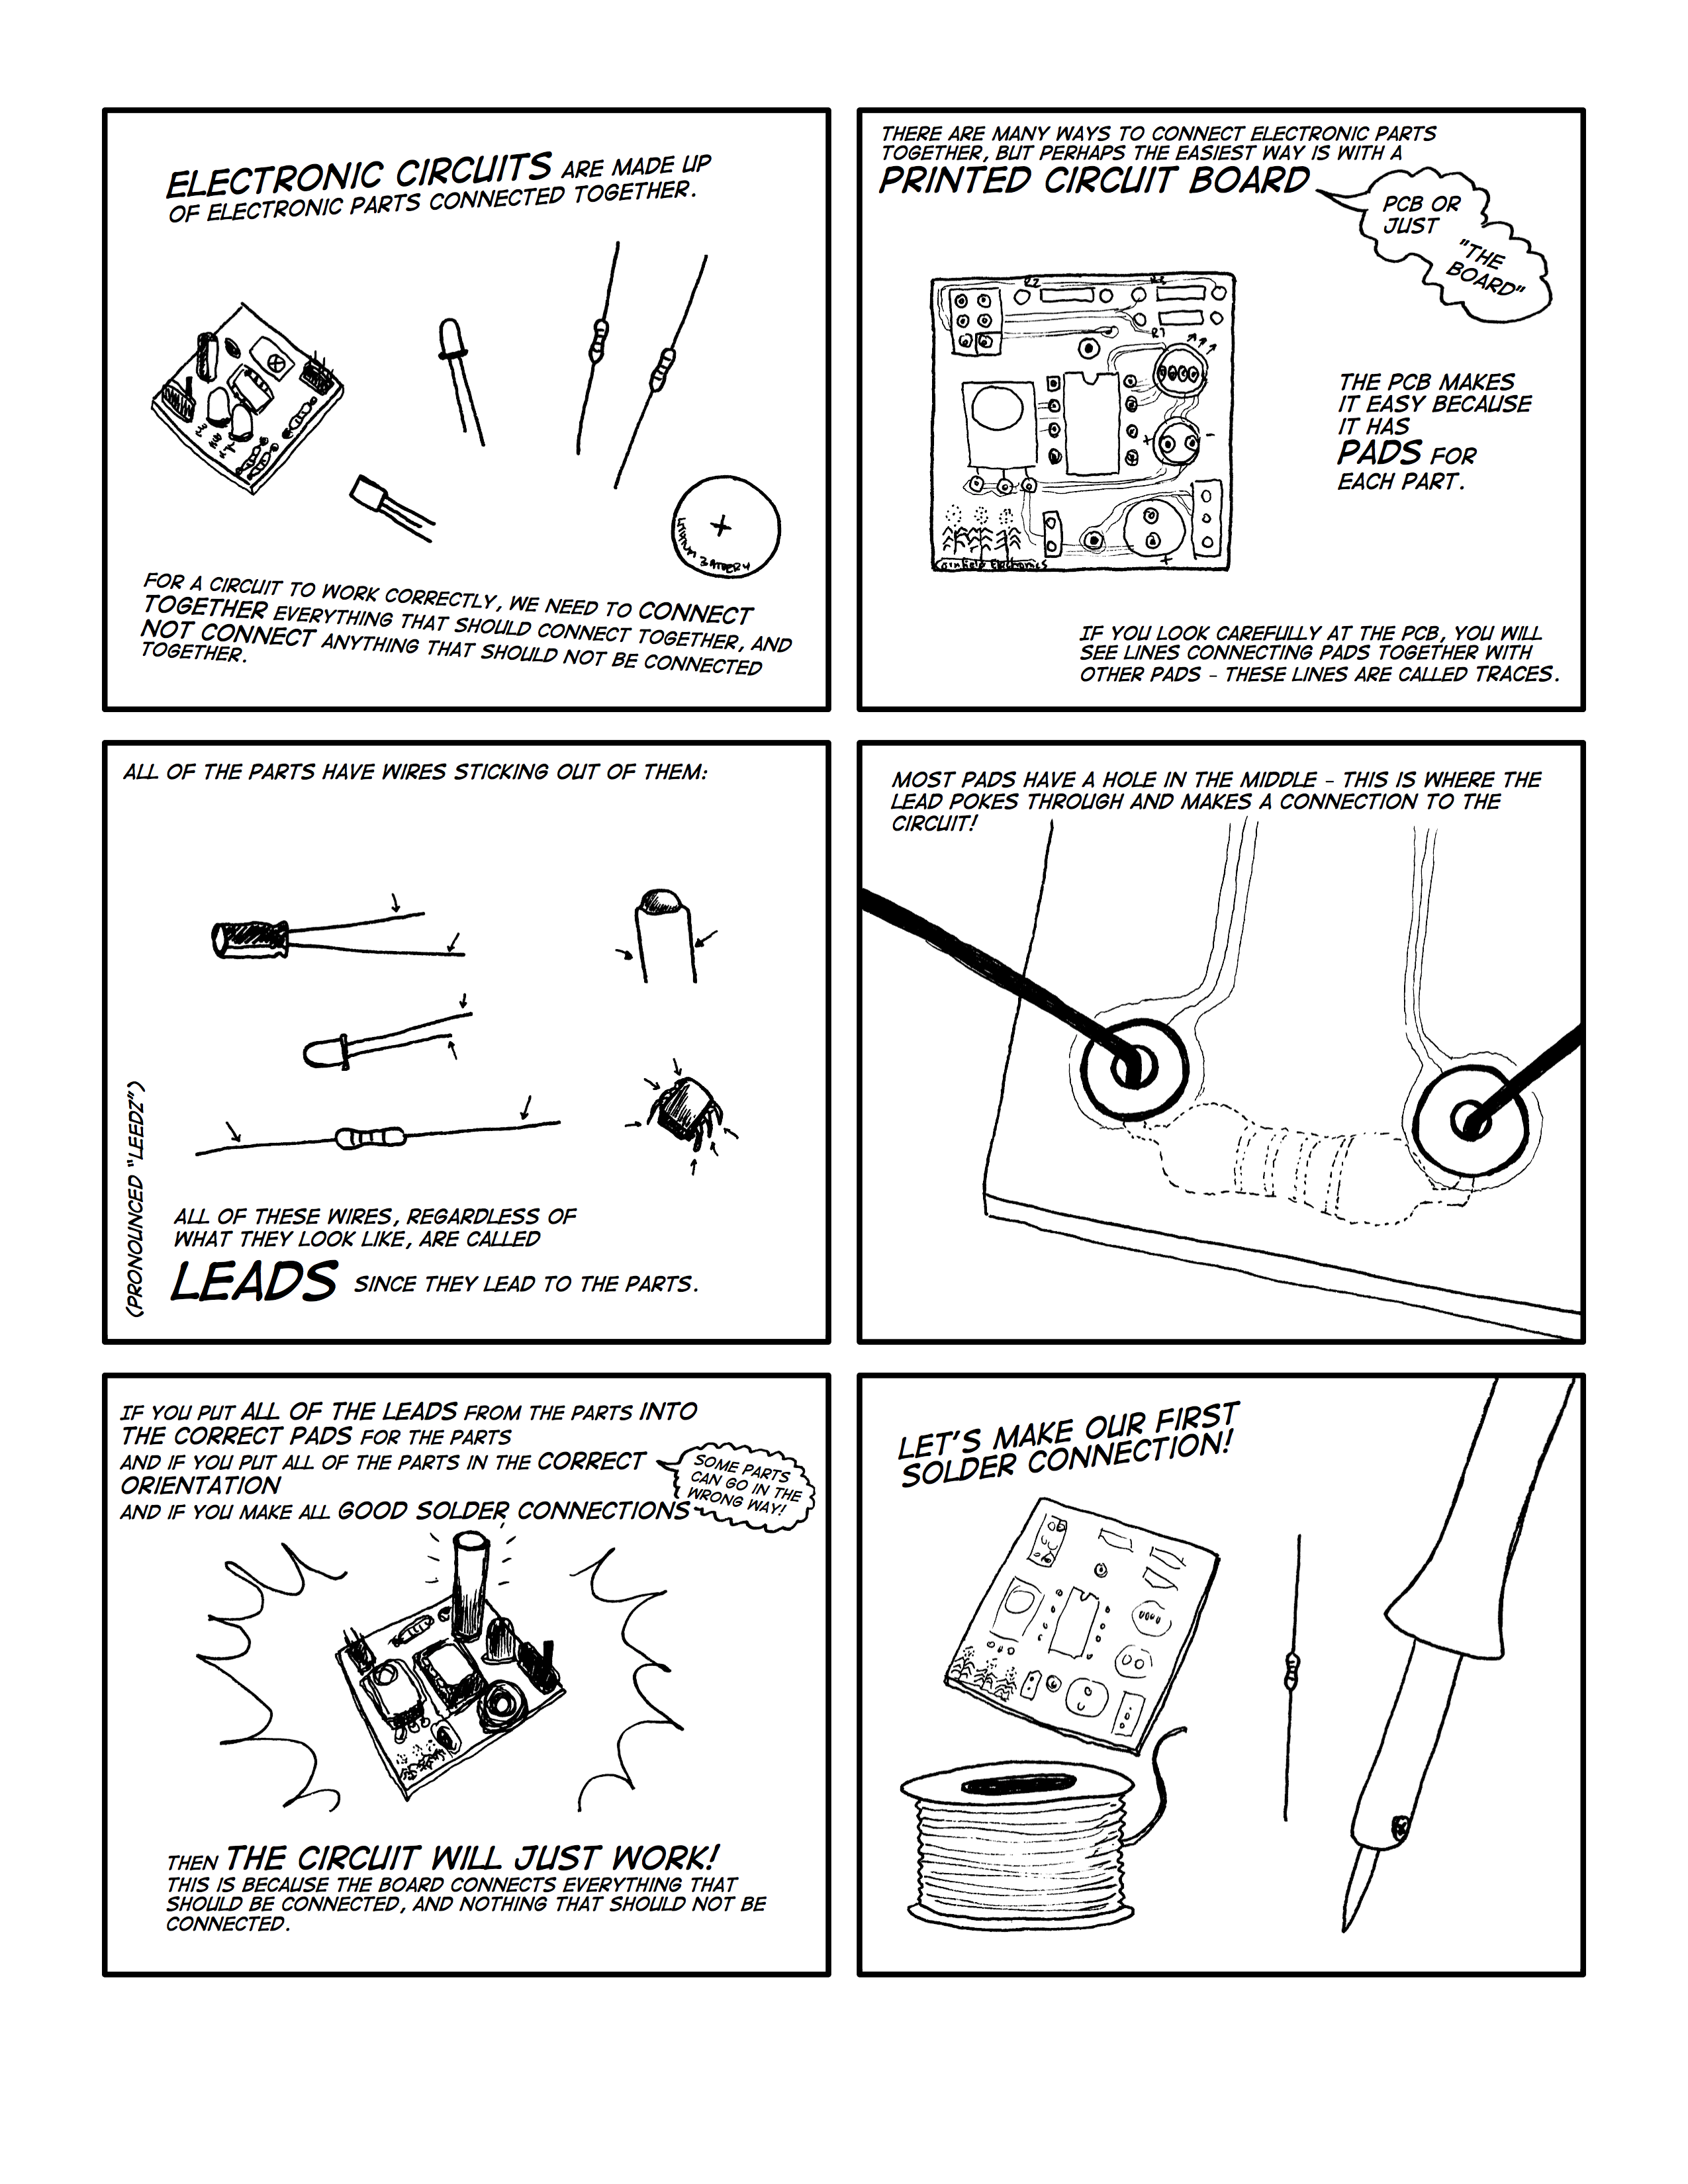 ELECTRONIC CIRCUITS ARE MADE UP
OF ELECTRONIC PARTS CONNECTED TOGETHER.
LITHIUM BATTERY
FOR A CIRCUIT TO WORK CORRECTLY, WE NEED TO CONNECT
TOGETHER EVERYTHING THAT SHOULD CONNECT TOGETHER, AND
NOT CONNECT ANYTHING THAT SHOULD NOT BE CONNECTED
TOGETHER.
THERE ARE MANY WAYS TO CONNECT ELECTRONIC PARTS
TOGETHER, BUT PERHAPS THE EASIEST WAY IS WITH A
PRINTED CIRCUIT BOARD
PCB OR
JUST
"THE
BOARD"
R2
R3
R1
+
-
+
Cornfield Electronics
THE PCB MAKES
IT EASY BECAUSE
IT HAS
PADS FOR
EACH PART.
IF YOU LOOK CAREFULLY AT THE PCB, YOU WILL
SEE LINES CONNECTING PADS TOGETHER WITH
OTHER PADS - THESE LINES ARE CALLED TRACES.
ALL OF THE PARTS HAVE WIRES STICKING OUT OF THEM:
(PRONOUNCED "LEEDZ")
ALL OF THESE WIRES, REGARDLESS OF
WHAT THEY LOOK LIKE, ARE CALLED
LEADS SINCE THEY LEAD TO THE PARTS.
MOST PADS HAVE A HOLE IN THE MIDDLE - THIS IS WHERE THE
LEAD POKES THROUGH AND MAKES A CONNECTION TO THE
CIRCUIT!
IF YOU PUT ALL OF THE LEADS FROM THE PARTS INTO
THE CORRECT PADS FOR THE PARTS
AND IF YOU PUT ALL OF THE PARTS IN THE CORRECT
ORIENTATION
AND IF YOU MAKE ALL GOOD SOLDER CONNECTIONS
SOME PARTS
CAN GO IN THE
WRONG WAY!
THEN THE CIRCUIT WILL JUST WORK!
THIS IS BECAUSE THE BOARD CONNECTS EVERYTHING THAT
SHOULD BE CONNECTED, AND NOTHING THAT SHOULD NOT BE
CONNECTED.
LET'S MAKE OUR FIRST
SOLDER CONNECTION!